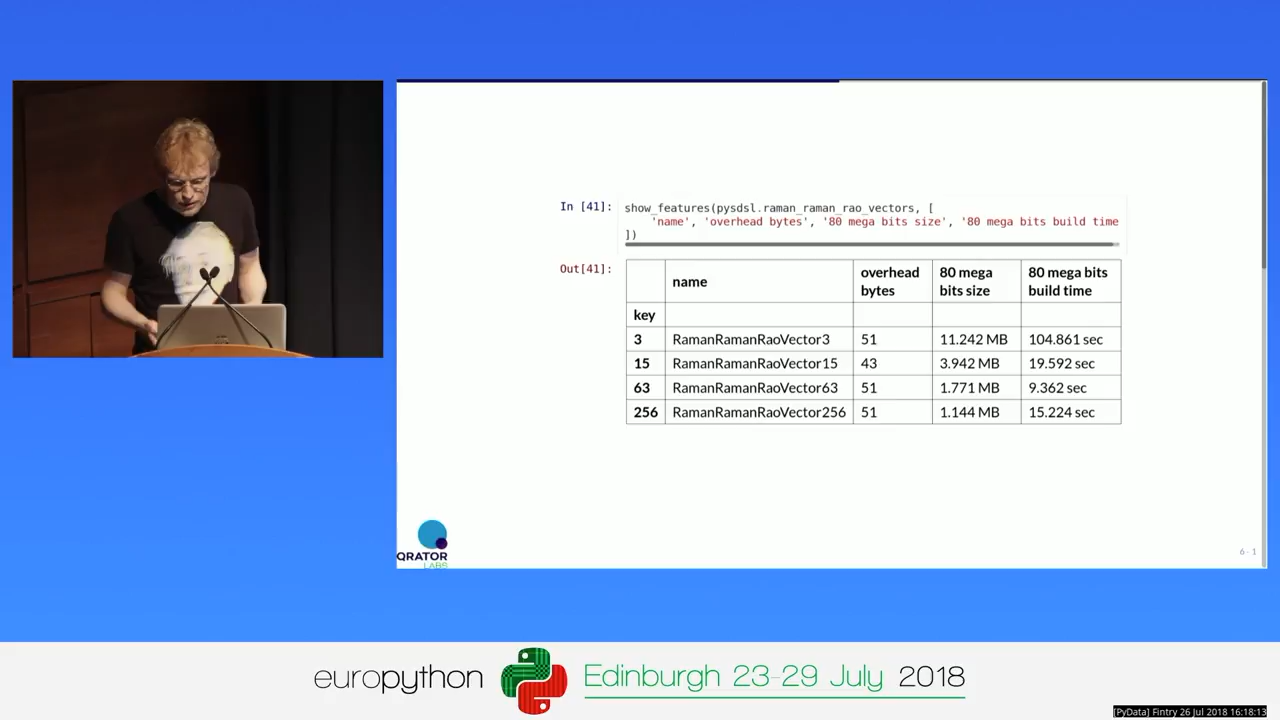 In [41]:
show_features(pysdsl.raman_raman_rao_vectors, [
'name', 'overhead bytes', '80 mega bits size', '80 mega bits build time
])
Out[41]:
name overhead bytes 80 mega bits size 80 mega bits build time
key
3 RamanRamanRaoVector3 51 11.242 MB 104.861 sec
15 RamanRamanRaoVector15 43 3.942 MB 19.592 sec
63 RamanRamanRaoVector63 51 1.771 MB 9.362 sec
256 RamanRamanRaoVector256 51 1.144 MB 15.224 sec
QRATOR
LABS
6 - 1
europython Edinburgh 23-29 July 2018
[PyData] Fintry 26 Jul 2018 16:18:13